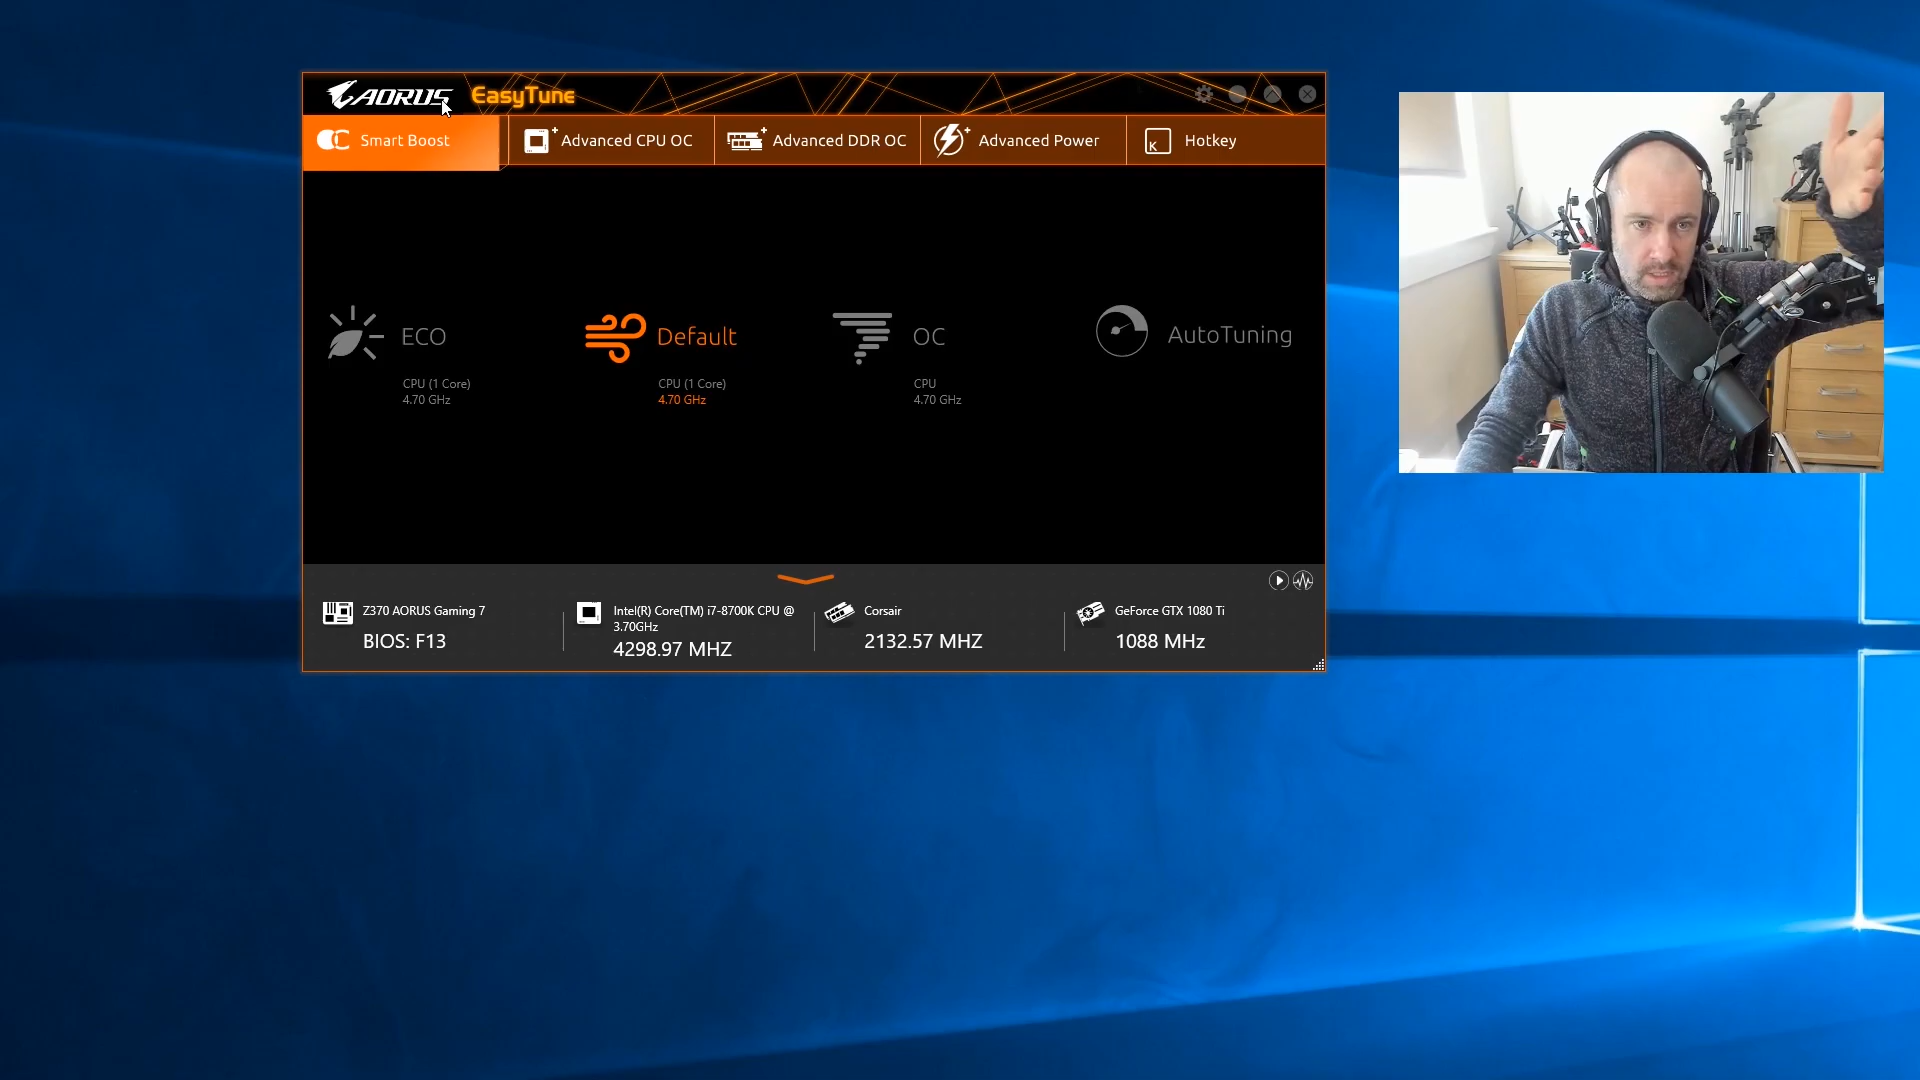 AORUS EasyTune
Smart Boost
Advanced CPU OC
Advanced DDR OC
Advanced Power
K
Hotkey
ECO
CPU (1 Core)
4.70 GHz
Default
CPU (1 Core)
4.70 GHz
OC
CPU
4.70 GHz
AutoTuning
Z370 AORUS Gaming 7
BIOS: F13
Intel(R) Core(TM) i7-8700K CPU @
3.70GHz
4298.97 MHZ
Corsair
2132.57 MHZ
GeForce GTX 1080 Ti
1088 MHz